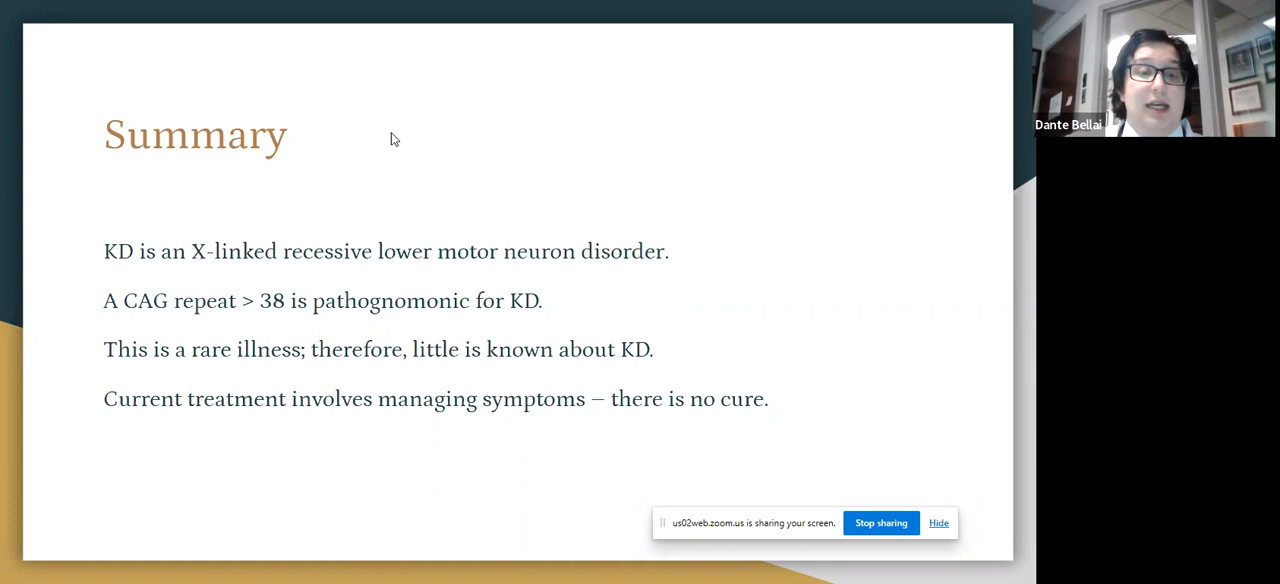 Summary
KD is an X-linked recessive lower motor neuron disorder.
A CAG repeat > 38 is pathognomonic for KD.
This is a rare illness; therefore, little is known about KD.
Current treatment involves managing symptoms – there is no cure.
us02web.zoom.us is sharing your screen. Stop sharing Hide
Dante Bellai